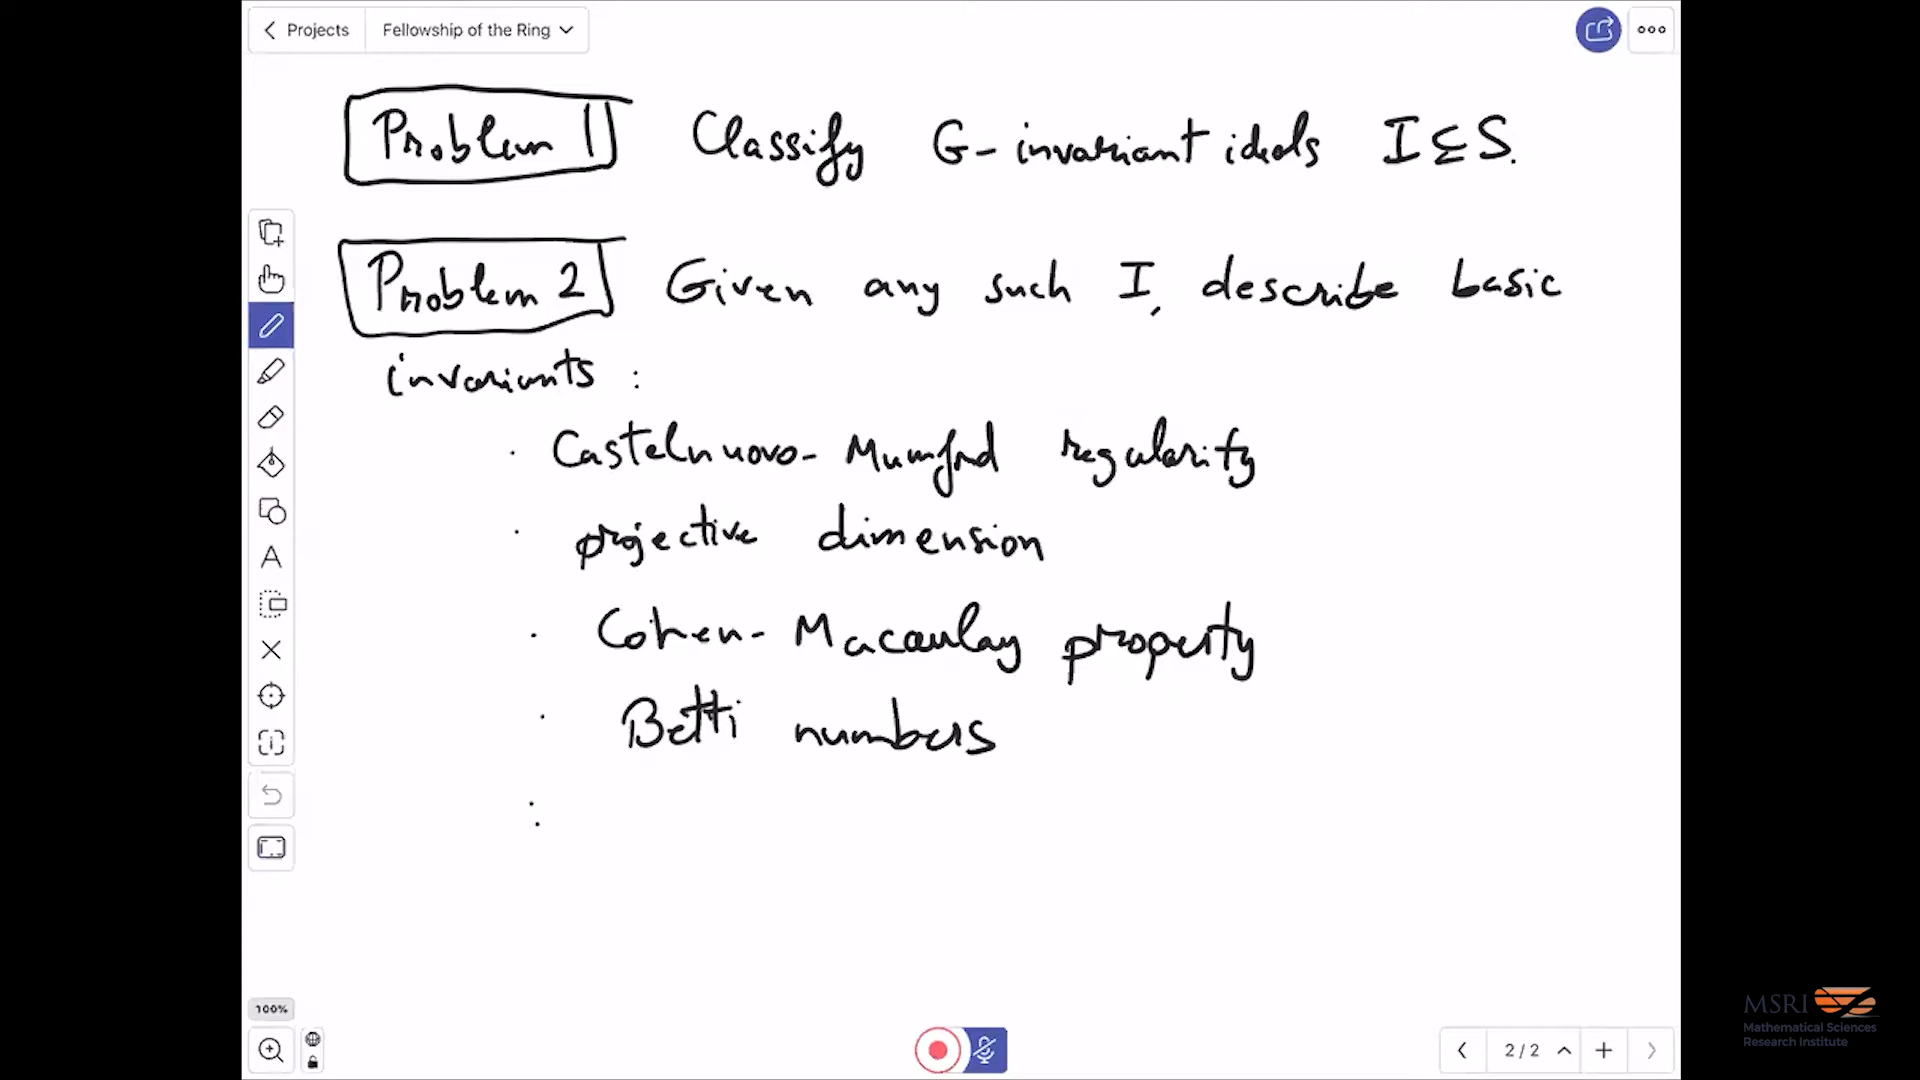 Projects
Fellowship of the Ring
Problem 1 Classify G-invariant ideals I ⊆ S.
Problem 2 Given any such I, describe basic
invariants :
· Castelnuovo-Mumford regularity
· projective dimension
· Cohen-Macaulay property
· Betti numbers
:
A
100%
2/2
MSRI
Mathematical Sciences
Research Institute